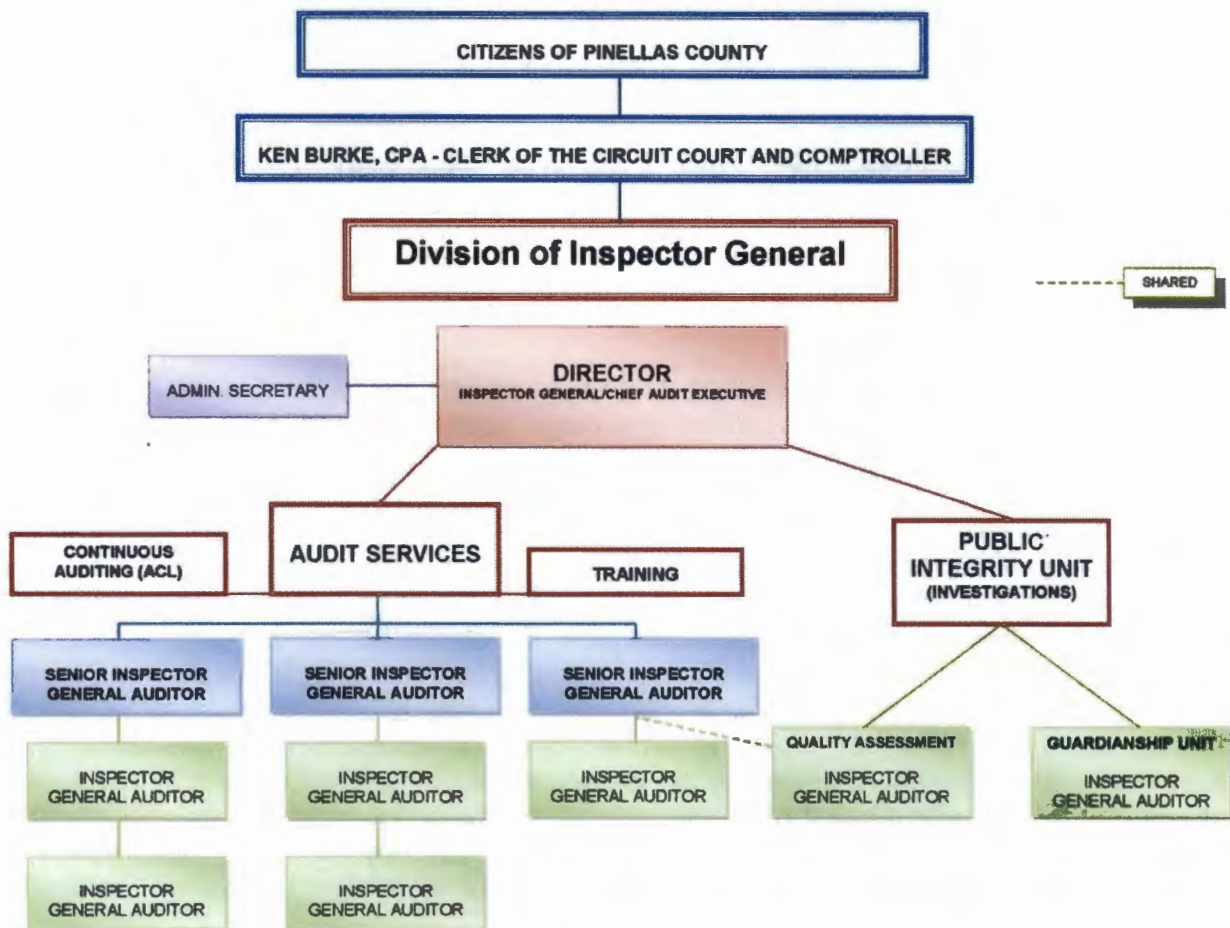 CITIZENS OF PINELLAS COUNTY
KEN BURKE, CPA - CLERK OF THE CIRCUIT COURT AND COMPTROLLER
Division of Inspector General
SHARED
DIRECTOR
INSPECTOR GENERAL/CHIEF AUDIT EXECUTIVE
ADMIN. SECRETARY
CONTINUOUS
AUDITING (ACL)
AUDIT SERVICES
TRAINING
PUBLIC
INTEGRITY UNIT
(INVESTIGATIONS)
SENIOR INSPECTOR
GENERAL AUDITOR
SENIOR INSPECTOR
GENERAL AUDITOR
SENIOR INSPECTOR
GENERAL AUDITOR
INSPECTOR
GENERAL AUDITOR
INSPECTOR
GENERAL AUDITOR
INSPECTOR
GENERAL AUDITOR
QUALITY ASSESSMENT
INSPECTOR
GENERAL AUDITOR
GUARDIANSHIP UNIT
INSPECTOR
GENERAL AUDITOR
INSPECTOR
GENERAL AUDITOR
INSPECTOR
GENERAL AUDITOR